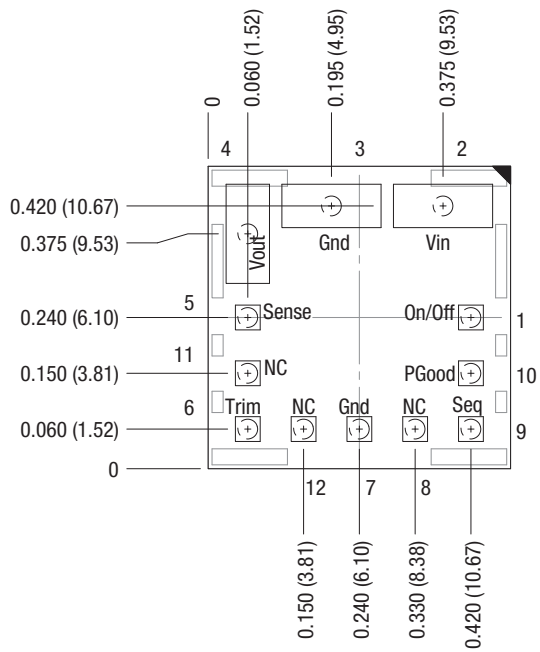 0
0.060 (1.52)
0.195 (4.95)
0.375 (9.53)
4
3
2
0.420 (10.67)
0.375 (9.53)
Vout
Gnd
Vin
0.240 (6.10)
5
Sense
On/Off
1
11
0.150 (3.81)
NC
PGood
10
6
Trim
NC
Gnd
NC
Seq
0.060 (1.52)
9
0
12
7
8
0.150 (3.81)
0.240 (6.10)
0.330 (8.38)
0.420 (10.67)